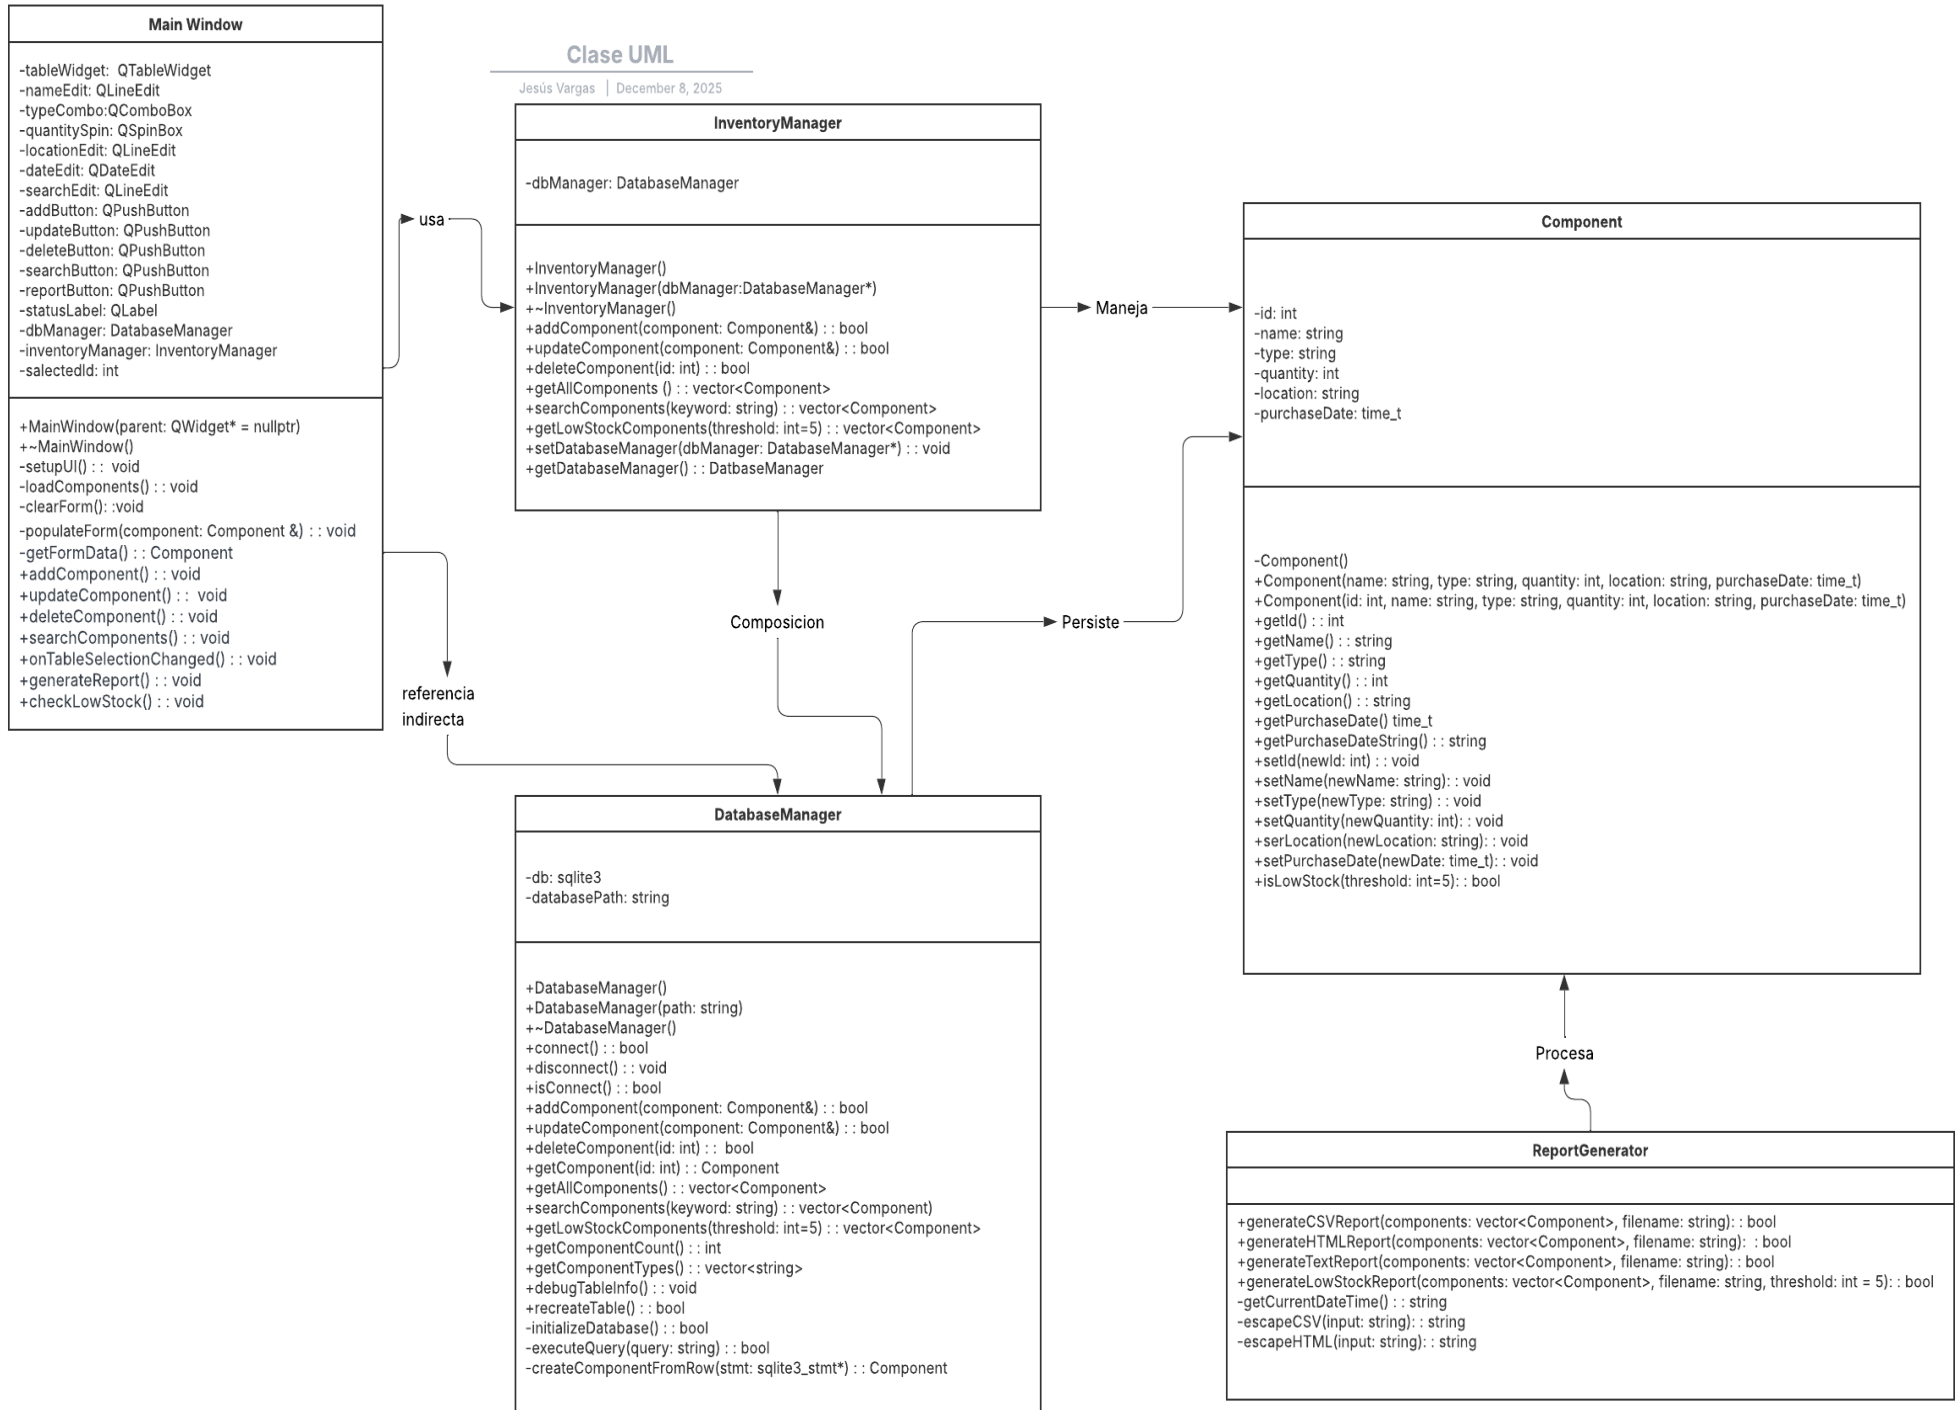 Main Window
-tableWidget:  QTableWidget
-nameEdit: QLineEdit
-typeCombo:QComboBox
-quantitySpin: QSpinBox
-locationEdit: QLineEdit
-dateEdit: QDateEdit
-searchEdit: QLineEdit
-addButton: QPushButton
-updateButton: QPushButton
-deleteButton: QPushButton
-searchButton: QPushButton
-reportButton: QPushButton
-statusLabel: QLabel
-dbManager: DatabaseManager
-inventoryManager: InventoryManager
-salectedId: int
+MainWindow(parent: QWidget* = nullptr)
+~MainWindow()
-setupUI() : :  void
-loadComponents() : : void
-clearForm(): :void
-populateForm(component: Component &) : : void
-getFormData() : : Component
+addComponent() : : void
+updateComponent() : :  void
+deleteComponent() : : void
+searchComponents() : : void
+onTableSelectionChanged() : : void
+generateReport() : : void
+checkLowStock() : : void
Clase UML
Jesús Vargas | December 8, 2025
usa
InventoryManager
-dbManager: DatabaseManager
+InventoryManager()
+InventoryManager(dbManager:DatabaseManager*)
+~InventoryManager()
+addComponent(component: Component&) : : bool
+updateComponent(component: Component&) : : bool
+deleteComponent(id: int) : : bool
+getAllComponents () : : vector<Component>
+searchComponents(keyword: string) : : vector<Component>
+getLowStockComponents(threshold: int=5) : : vector<Component>
+setDatabaseManager(dbManager: DatabaseManager*) : : void
+getDatabaseManager() : : DatbaseManager
Maneja
Component
-id: int
-name: string
-type: string
-quantity: int
-location: string
-purchaseDate: time_t
-Component()
+Component(name: string, type: string, quantity: int, location: string, purchaseDate: time_t)
+Component(id: int, name: string, type: string, quantity: int, location: string, purchaseDate: time_t)
+getId() : : int
+getName() : : string
+getType() : : string
+getQuantity() : : int
+getLocation() : : string
+getPurchaseDate() time_t
+getPurchaseDateString() : : string
+setId(newId: int) : : void
+setName(newName: string): : void
+setType(newType: string) : : void
+setQuantity(newQuantity: int): : void
+serLocation(newLocation: string): : void
+setPurchaseDate(newDate: time_t): : void
+isLowStock(threshold: int=5): : bool
Composicion
Persiste
referencia
indirecta
DatabaseManager
-db: sqlite3
-databasePath: string
+DatabaseManager()
+DatabaseManager(path: string)
+~DatabaseManager()
+connect() : : bool
+disconnect() : : void
+isConnect() : : bool
+addComponent(component: Component&) : : bool
+updateComponent(component: Component&) : : bool
+deleteComponent(id: int) : :  bool
+getComponent(id: int) : : Component
+getAllComponents() : : vector<Component>
+searchComponents(keyword: string) : : vector<Component)
+getLowStockComponents(threshold: int=5) : : vector<Component>
+getComponentCount() : : int
+getComponentTypes() : : vector<string>
+debugTableInfo() : : void
+recreateTable() : : bool
-initializeDatabase() : : bool
-executeQuery(query: string) : : bool
-createComponentFromRow(stmt: sqlite3_stmt*) : : Component
Procesa
ReportGenerator
+generateCSVReport(components: vector<Component>, filename: string): : bool
+generateHTMLReport(components: vector<Component>, filename: string):  : bool
+generateTextReport(components: vector<Component>, filename: string): : bool
+generateLowStockReport(components: vector<Component>, filename: string, threshold: int = 5): : bool
-getCurrentDateTime() : : string
-escapeCSV(input: string): : string
-escapeHTML(input: string): : string